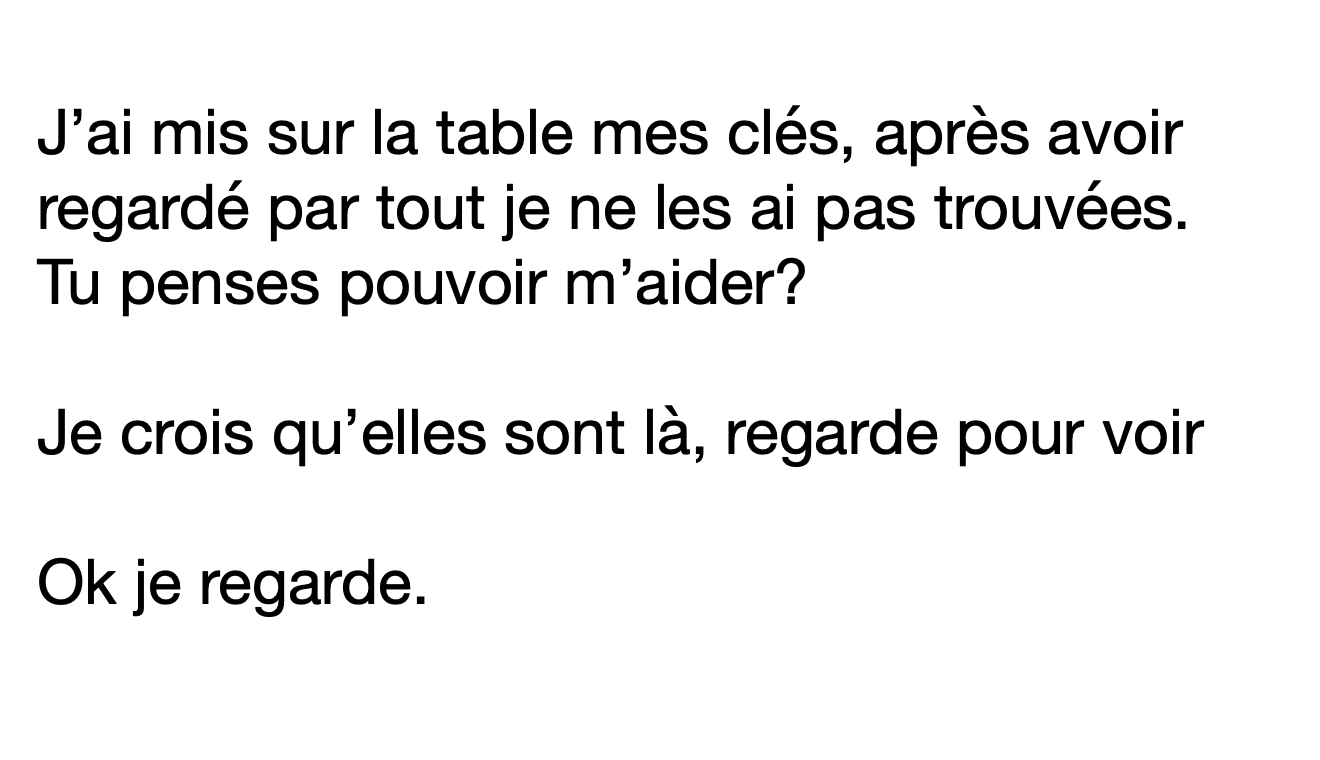 J’ai mis sur la table mes clés, après avoir
regardé par tout je ne les ai pas trouvées.
Tu penses pouvoir m’aider?
Je crois qu’elles sont là, regarde pour voir
Ok je regarde.